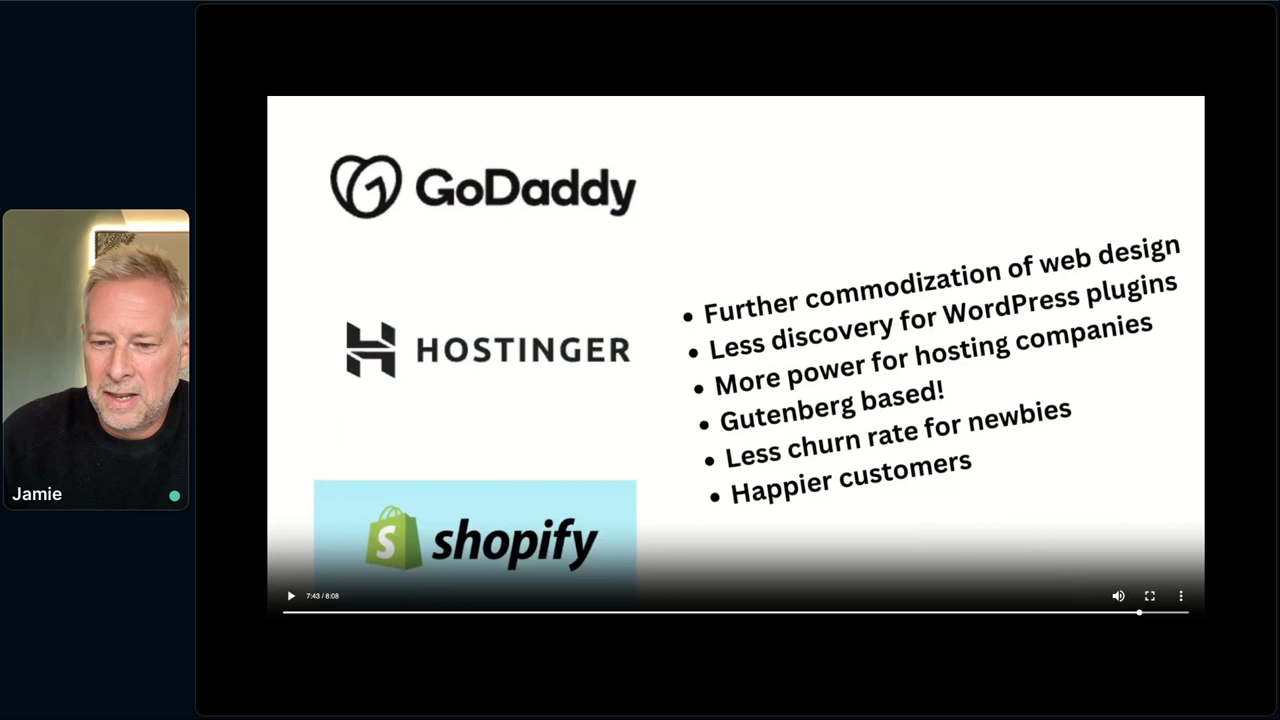 GoDaddy
HOSTINGER
shopify
• Further commodization of web design
• Less discovery for WordPress plugins
• More power for hosting companies
• Gutenberg based!
• Less churn rate for newbies
• Happier customers
7:43 / 8:08
Jamie